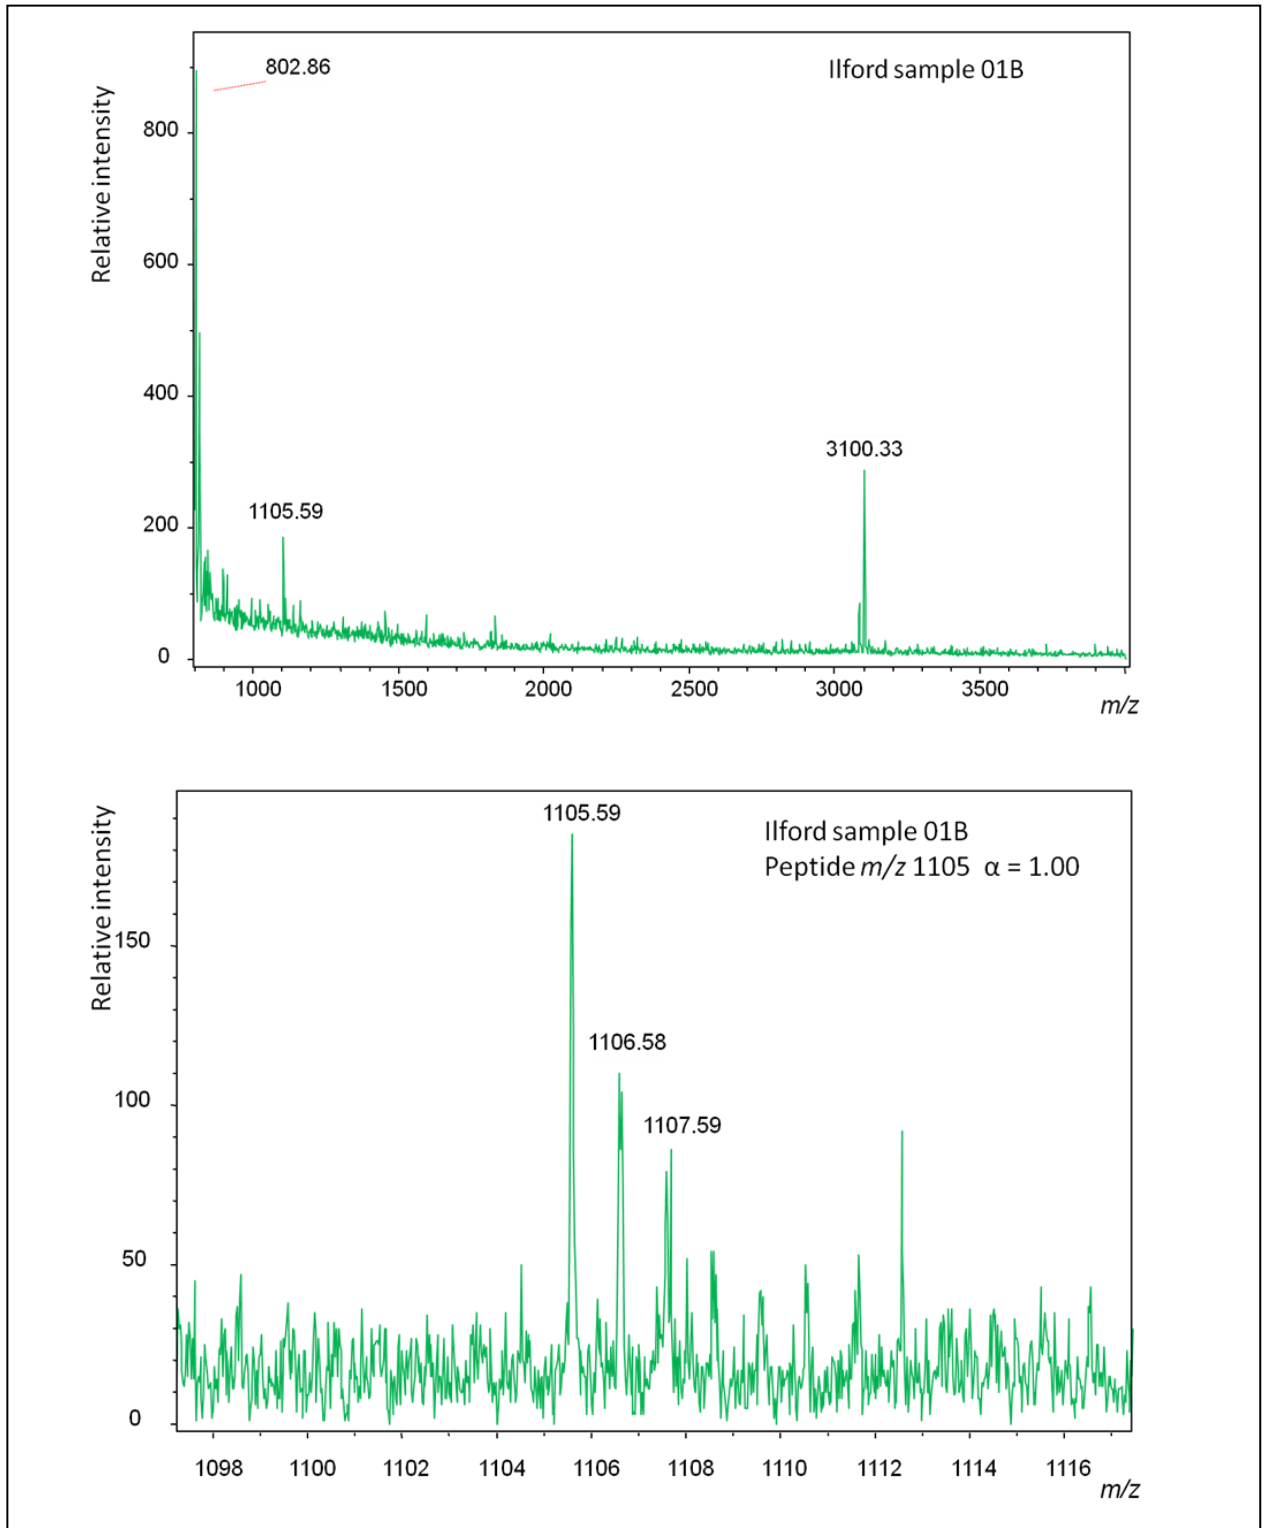 802.86
Ilford sample 01B
Relative intensity
800
600
400
200
0
1105.59
3100.33
1000 1500 2000 2500 3000 3500
m/z
1105.59
Ilford sample 01B
Peptide m/z 1105 α = 1.00
Relative intensity
150
100
50
0
1106.58
1107.59
1098 1100 1102 1104 1106 1108 1110 1112 1114 1116
m/z